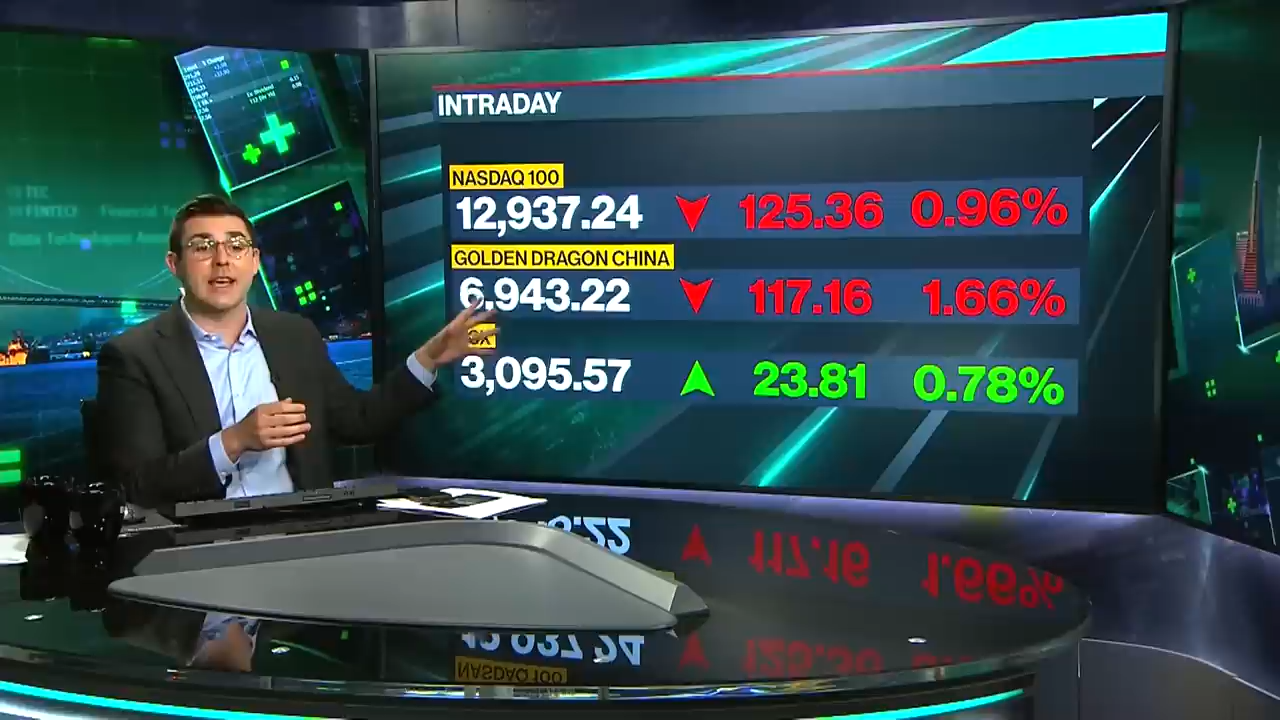 INTRADAY
NASDAQ 100
12,937.24 125.36 0.96%
GOLDEN DRAGON CHINA
6,943.22 117.16 1.66%
3,095.57 23.81 0.78%